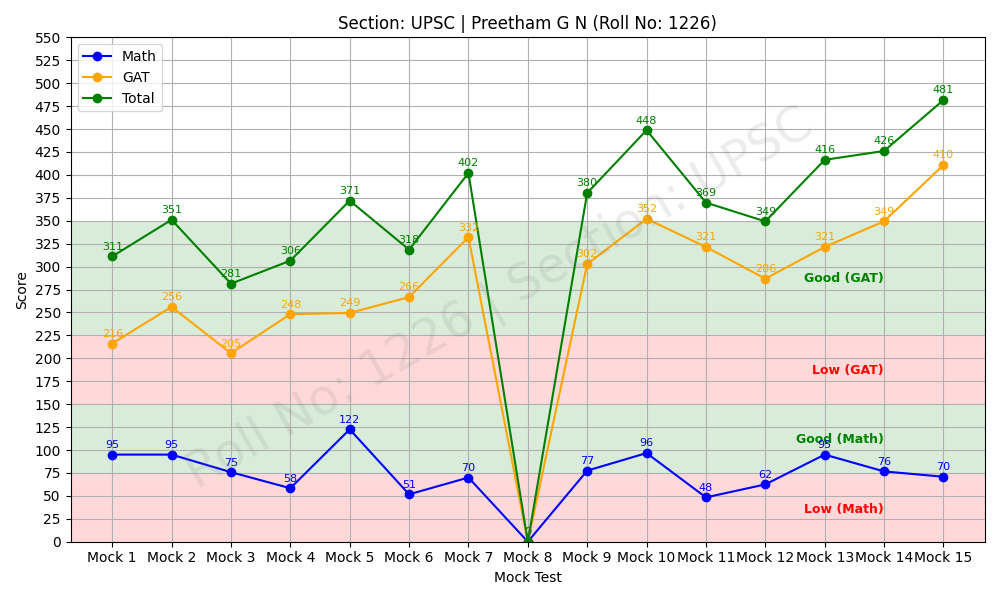 Section: UPSC | Preetham G N (Roll No: 1226)
Math
GAT
Total
Score
550
525
500
475
450
425
400
375
350
325
300
275
250
225
200
175
150
125
100
75
50
25
0
311 351 281 306 371 318 402 380 448 369 349 416 426 481
216 256 205 248 249 266 332 302 352 321 286 321 349 410
95 95 75 58 122 51 70 0 77 96 48 62 95 76 70
Good (GAT)
Low (GAT)
Good (Math)
Low (Math)
Roll No: 1226 | Section: UPSC
Mock 1 Mock 2 Mock 3 Mock 4 Mock 5 Mock 6 Mock 7 Mock 8 Mock 9 Mock 10 Mock 11 Mock 12 Mock 13 Mock 14 Mock 15
Mock Test